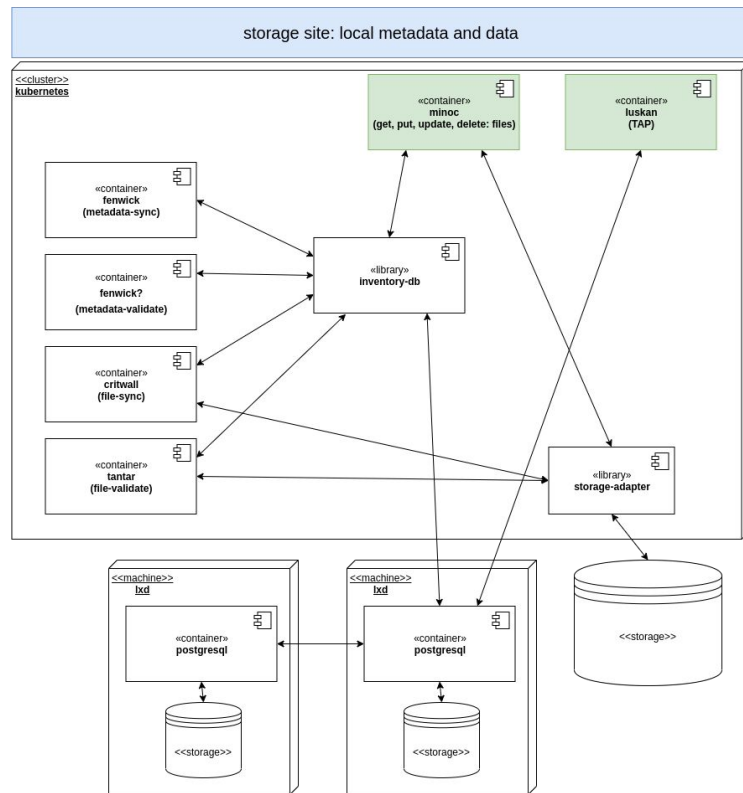 storage site: local metadata and data
<<cluster>>
kubernetes
«container»
minoc
(get, put, update, delete: files)
«container»
luskan
(TAP)
«container»
fenwick
(metadata-sync)
«library»
inventory-db
«container»
fenwick?
(metadata-validate)
«container»
critwall
(file-sync)
«container»
tantar
(file-validate)
«library»
storage-adapter
<<machine>>
lxd
<<machine>>
lxd
«container»
postgresql
«container»
postgresql
<<storage>>
<<storage>>
<<storage>>